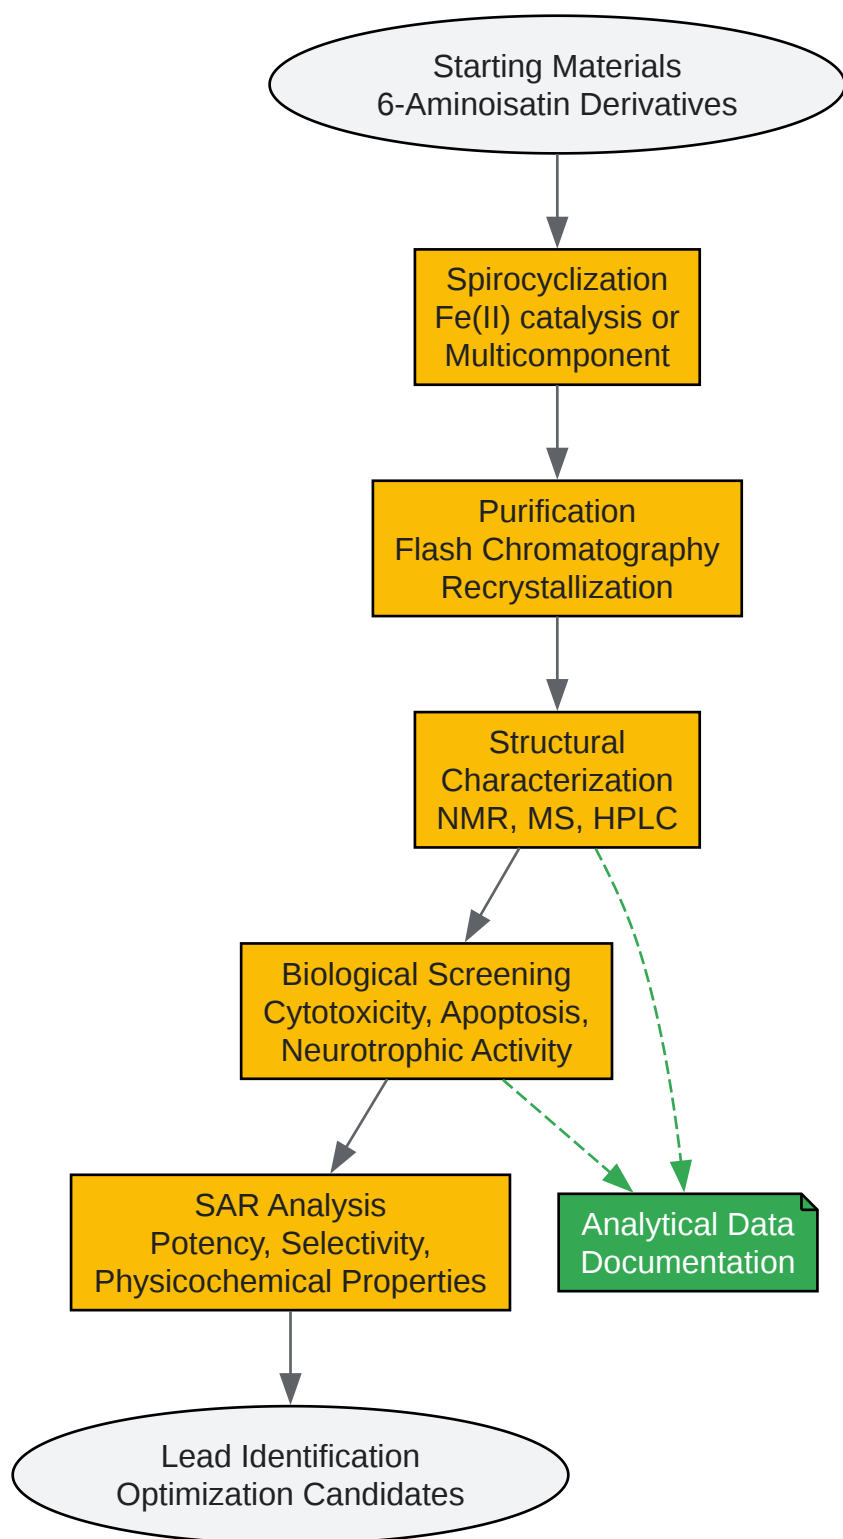 Starting Materials
6-Aminoisatin Derivatives
Spirocyclization
Fe(II) catalysis or
Multicomponent
Purification
Flash Chromatography
Recrystallization
Structural
Characterization
NMR, MS, HPLC
Biological Screening
Cytotoxicity, Apoptosis,
Neurotrophic Activity
SAR Analysis
Potency, Selectivity,
Physicochemical Properties
Analytical Data
Documentation
Lead Identification
Optimization Candidates